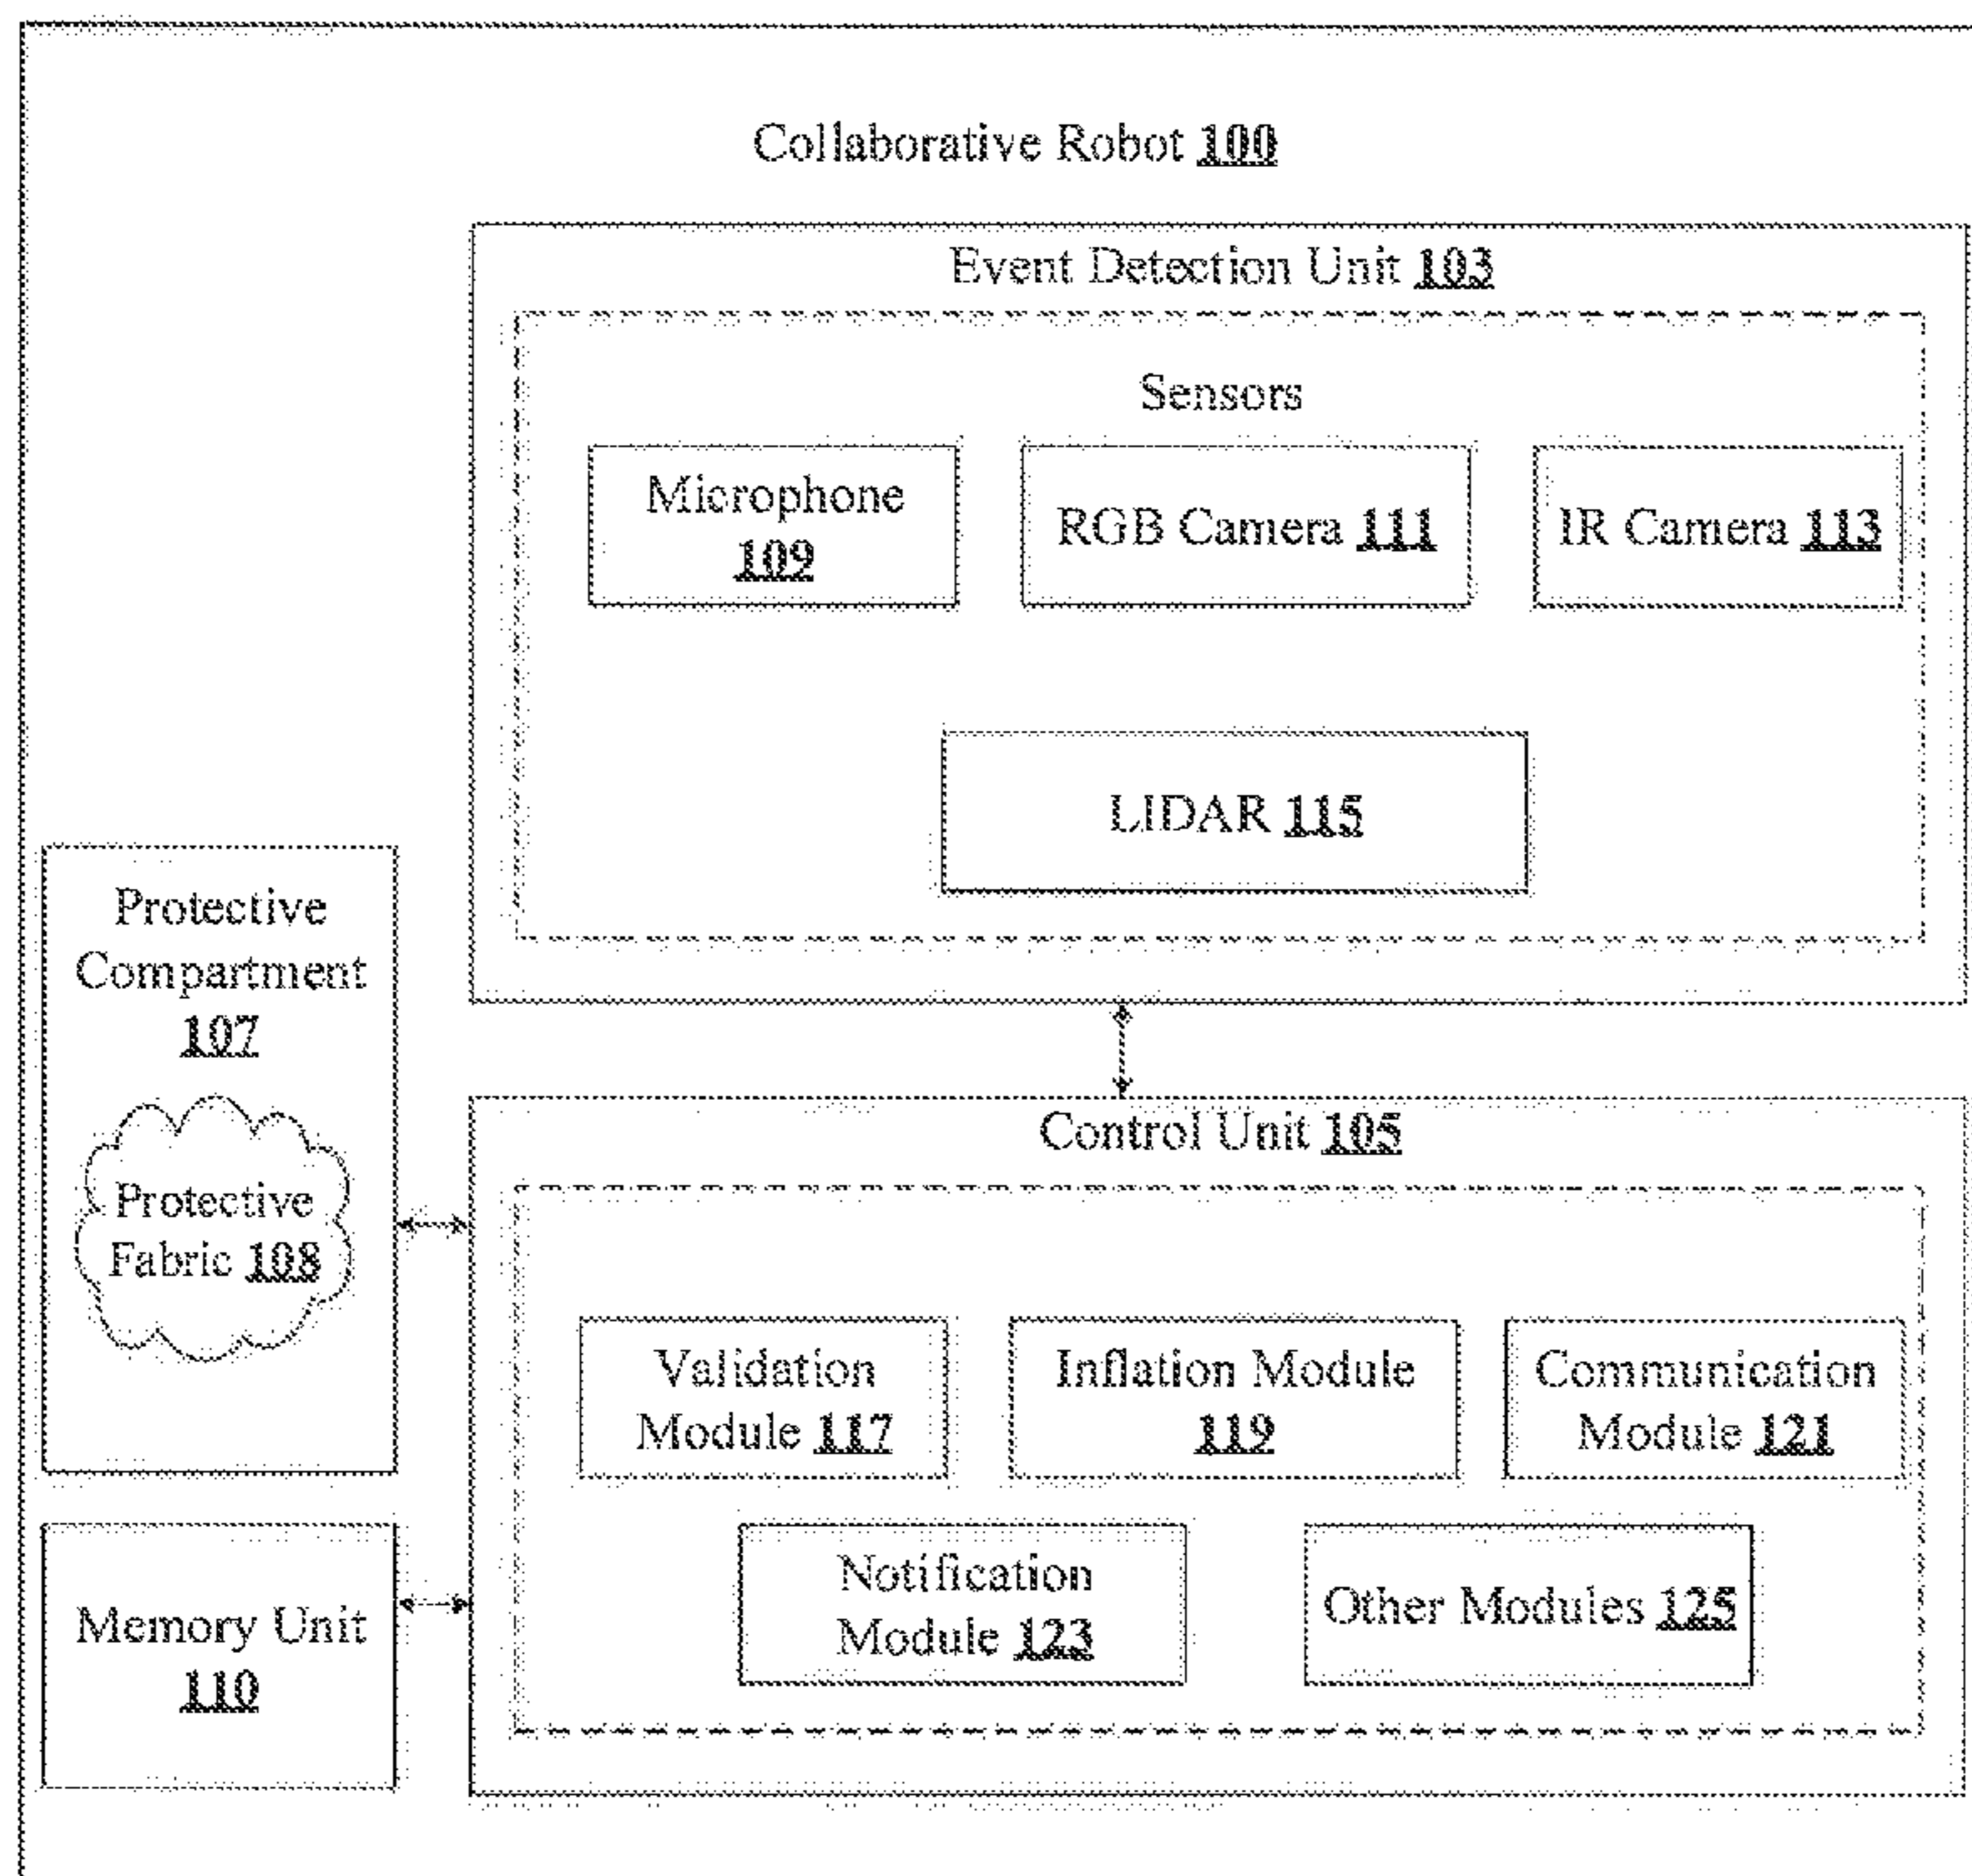 Collaborative Robot 100
Event Detection Unit 103
Sensors
Microphone
109
RGB Camera 111
IR Camera 113
LIDAR 115
Protective
Compartment
107
Protective
Fabric 108
Control Unit 105
Validation
Module 117
Inflation Module
119
Communication
Module 121
Notification
Module 123
Other Modules 125
Memory Unit
110